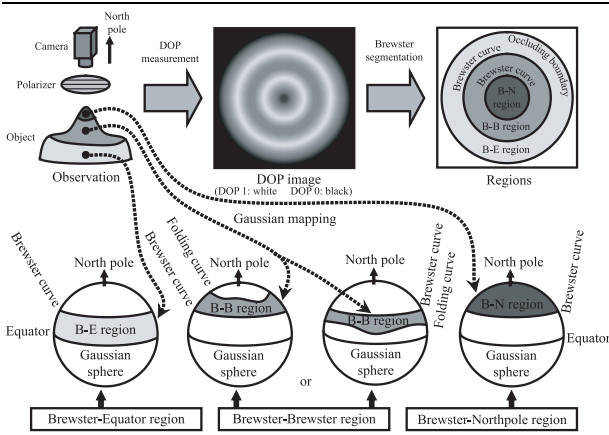 North
pole
Camera
Polarizer
Object
Observation
DOP
measurement
DOP image
(DOP 1: white DOP 0: black)
Brewster
segmentation
Occluding boundary
Brewster curve
Brewster curve
B-N
region
B-B region
B-E region
Regions
Gaussian mapping
Brewster curve
North pole
Equator
B-E region
Gaussian
sphere
Brewster curve
Folding curve
North pole
B-B region
Gaussian
sphere
or
North pole
B-B region
Gaussian
sphere
Brewster curve
Folding curve
North pole
B-N region
Gaussian
sphere
Brewster curve
Equator
Brewster-Equator region
Brewster-Brewster region
Brewster-Northpole region